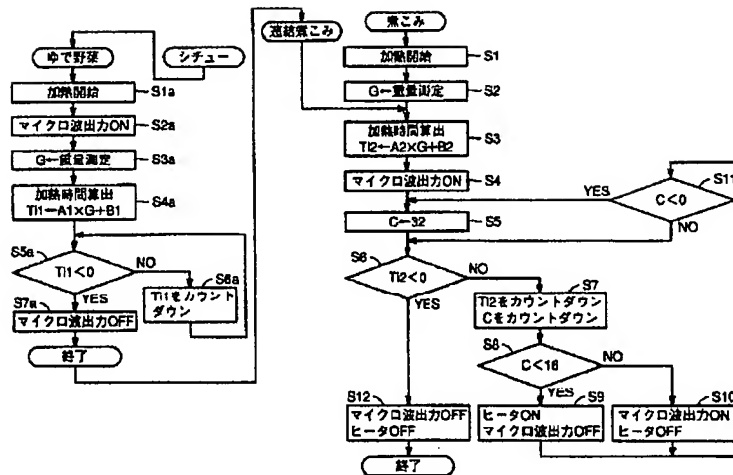 ゆで野菜
シチュー
加熱開始
S1a
マイクロ波出力ON
S2a
G←重量測定
S3a
加熱時間算出
TI1←A1×G+B1
S4a
S5a
TI1<0
NO
YES
S6a
TI1をカウント
ダウン
S7a
マイクロ波出力OFF
終了
連結煮こみ
煮こみ
加熱開始
S1
G←重量測定
S2
加熱時間算出
TI2←A2×G+B2
S3
マイクロ波出力ON
S4
YES
C<0
S11
NO
C←32
S5
S6
TI2<0
NO
YES
S7
TI2をカウントダウン
Cをカウントダウン
S8
C<16
NO
YES
S12
マイクロ波出力OFF
ヒータOFF
S9
ヒータON
マイクロ波出力OFF
S10
マイクロ波出力ON
ヒータOFF
終了